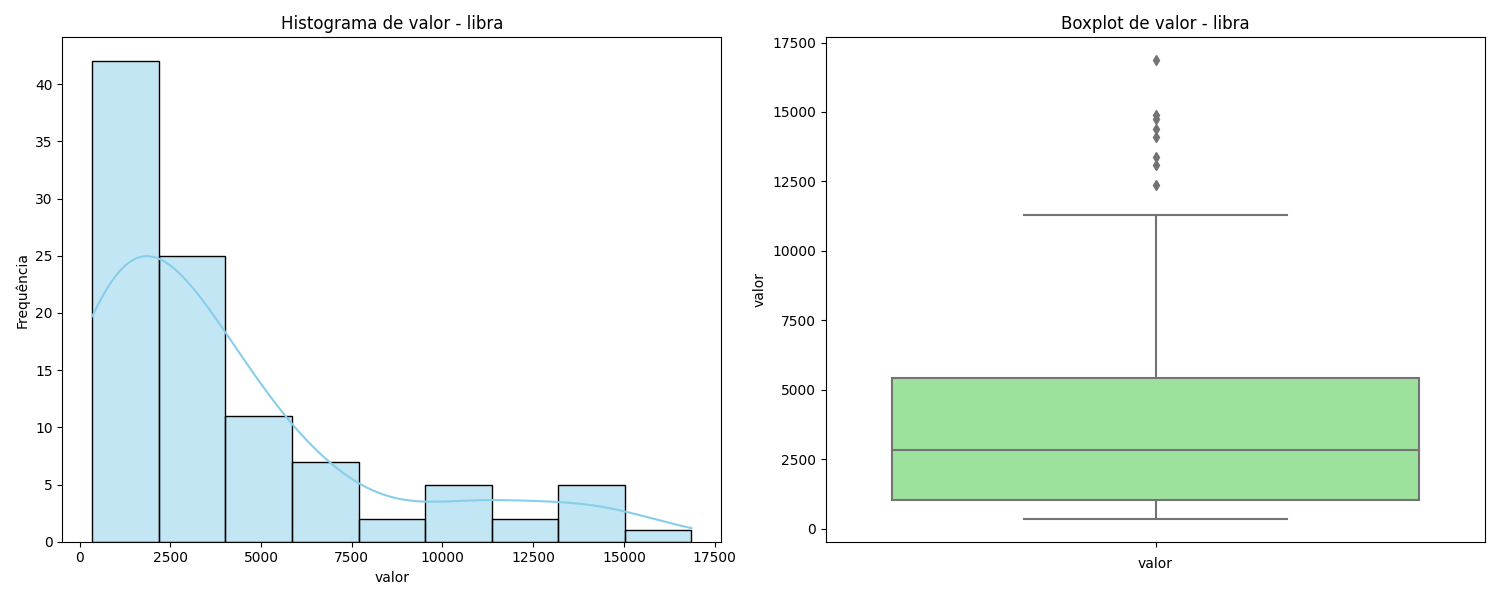 Histograma de valor - libra
Frequência
40
35
30
25
20
15
10
5
0
0 2500 5000 7500 10000 12500 15000 17500
valor
Boxplot de valor - libra
valor
17500
15000
12500
10000
7500
5000
2500
0
valor